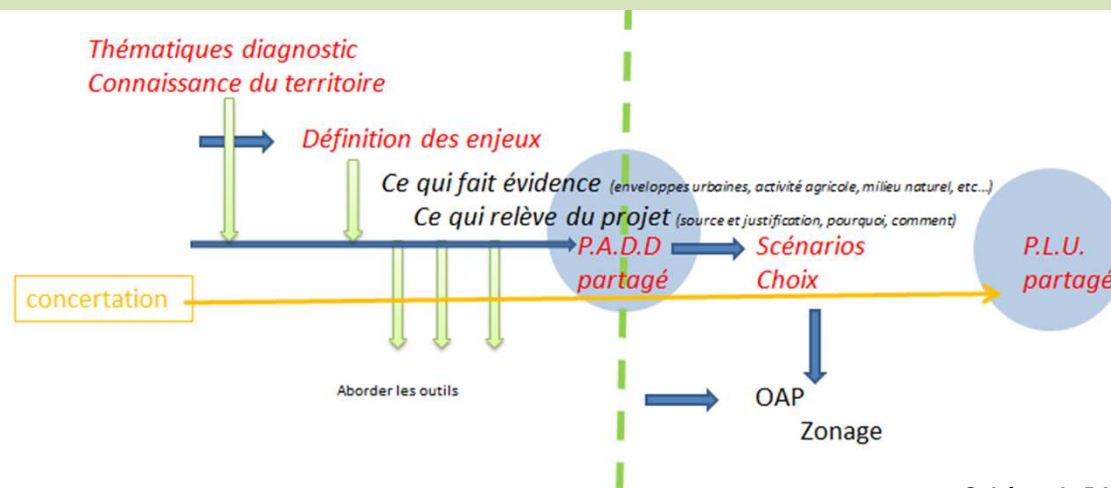 Thématiques diagnostic
Connaissance du territoire
Définition des enjeux
Ce qui fait évidence (enveloppes urbaines, activité agricole, milieu naturel, etc...)
Ce qui relève du projet (source et justification, pourquoi, comment)
P.A.D.D
partagé
Scénarios
Choix
P.L.U.
partagé
concertation
Aborder les outils
OAP
Zonage